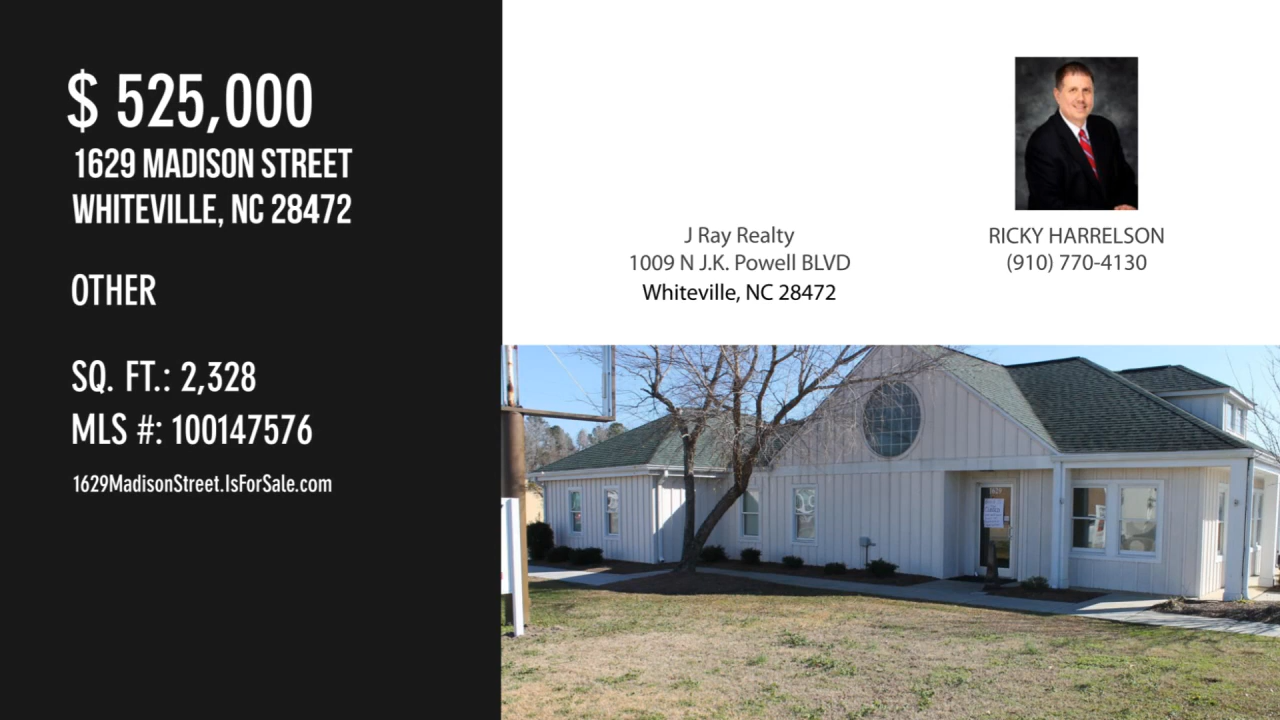 $ 525,000
1629 MADISON STREET
WHITEVILLE, NC 28472
OTHER
SQ. FT.: 2,328
MLS #: 100147576
1629MadisonStreet.IsForSale.com
J Ray Realty
1009 N J.K. Powell BLVD
Whiteville, NC 28472
RICKY HARRELSON
(910) 770-4130
1629